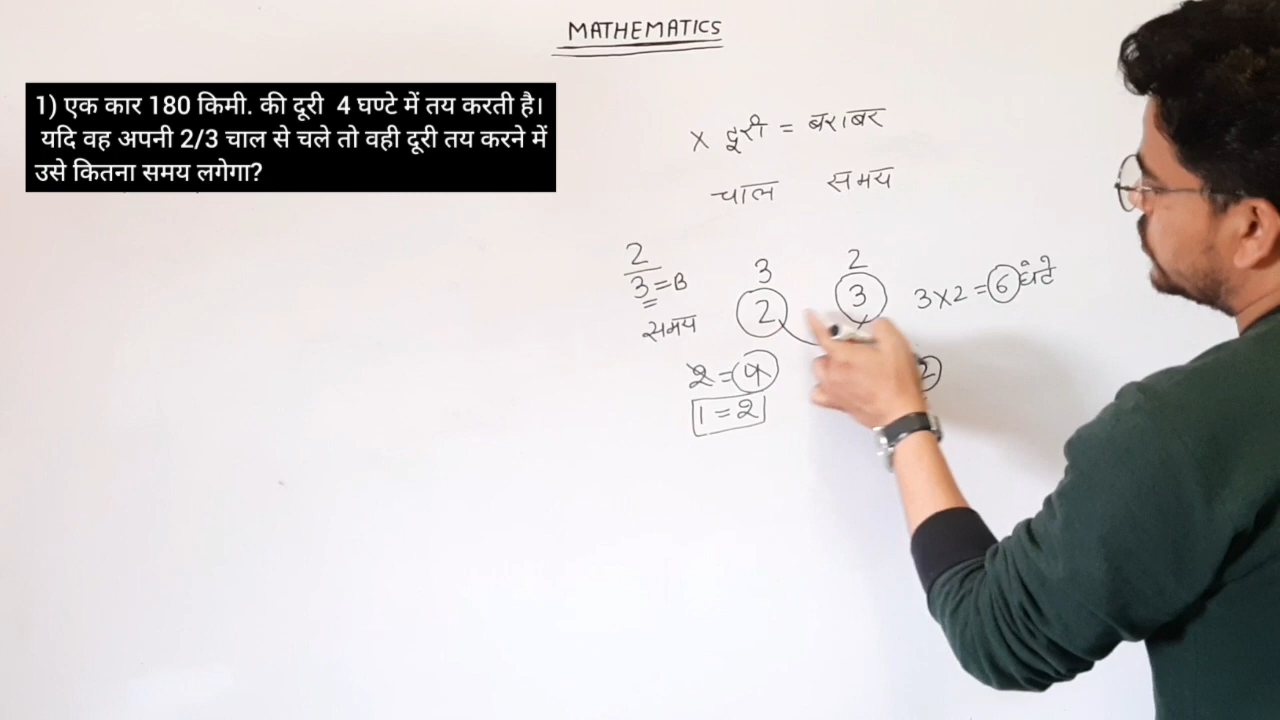 MATHEMATICS
1) एक कार 180 किमी. की दूरी 4 घण्टे में तय करती है।
यदि वह अपनी 2/3 चाल से चले तो वही दूरी तय करने में
उसे कितना समय लगेगा?
x दूरी = बराबर
चाल समय
2/3 = B
3 2
समय 2 3
3x2 = 6 घंटे
2 = 4
2
1 = 2